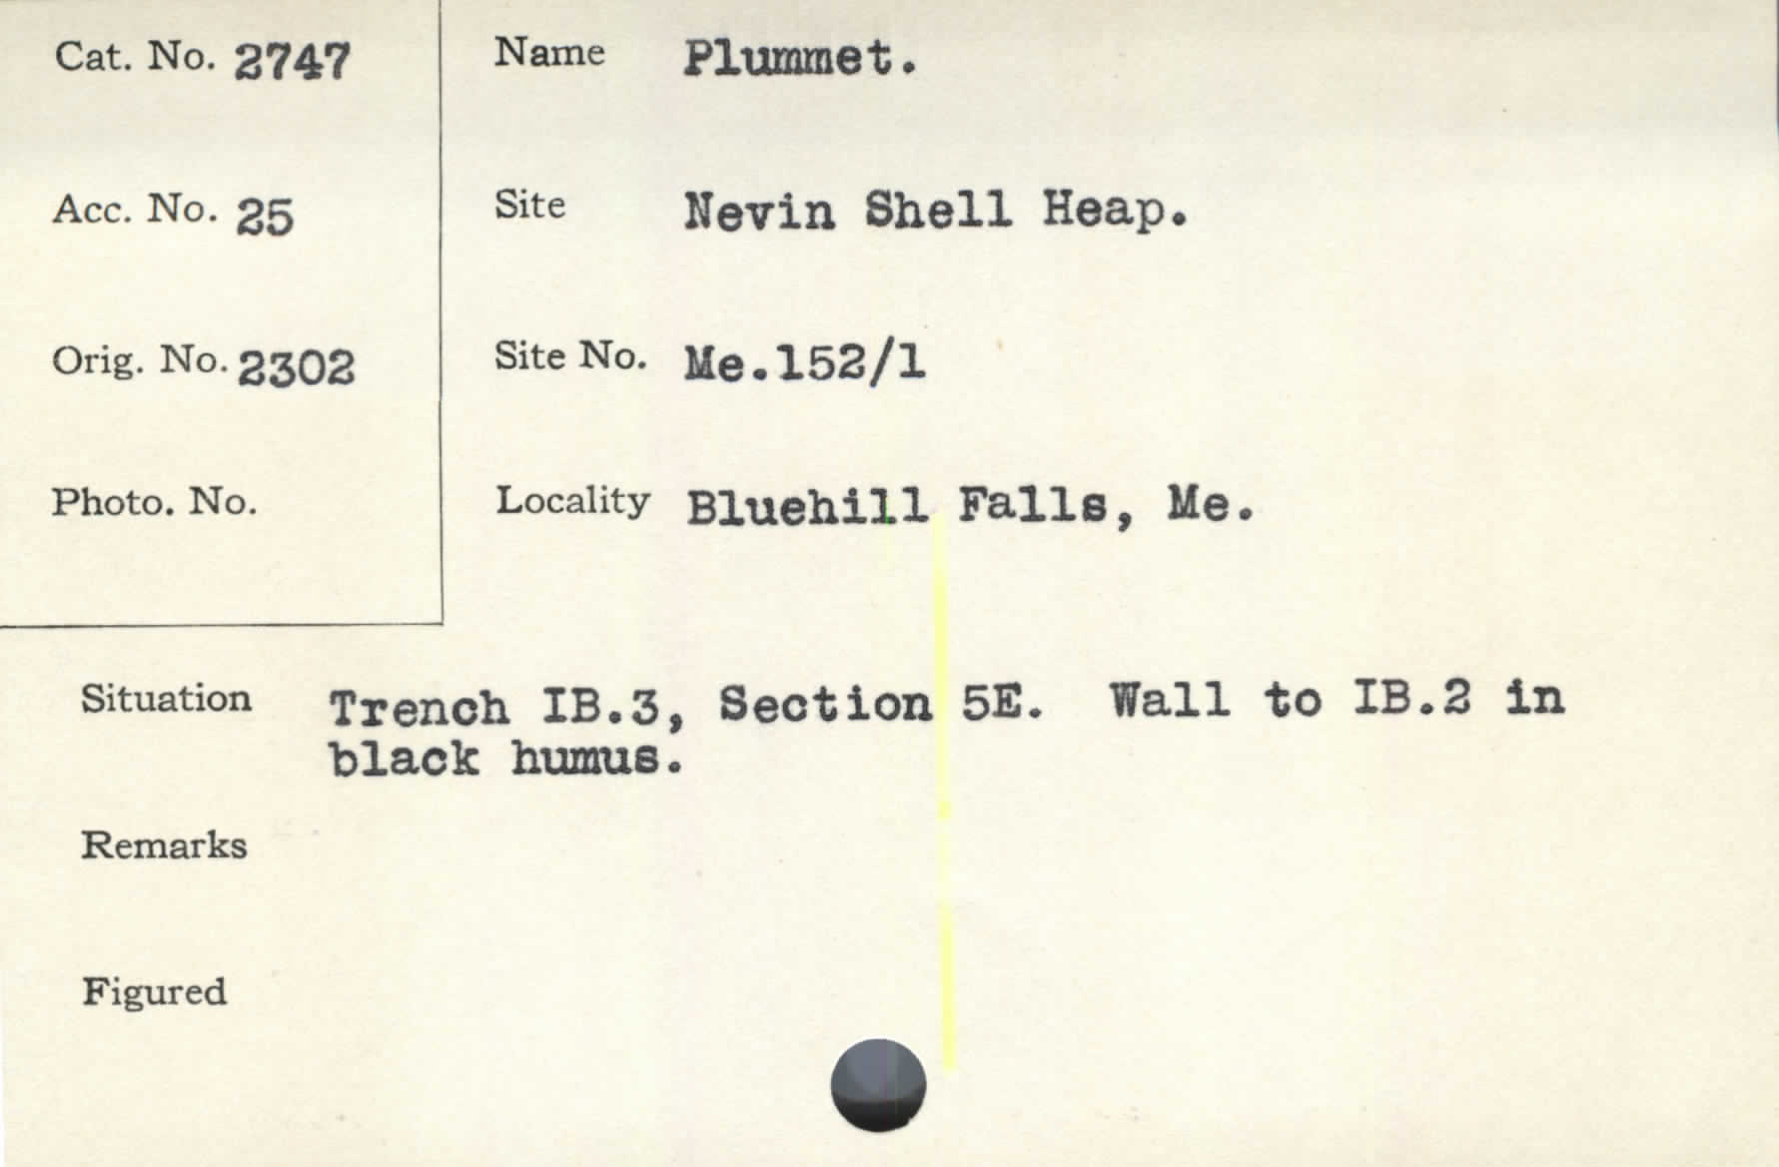 Cat. No. 2747
Name Plummet.
Acc. No. 25
Site Nevin Shell Heap.
Orig. No. 2302
Site No. Me.152/1
Photo. No.
Locality Bluehill Falls, Me.
Situation Trench IB.3, Section 5E. Wall to IB.2 in
black humus.
Remarks
Figured